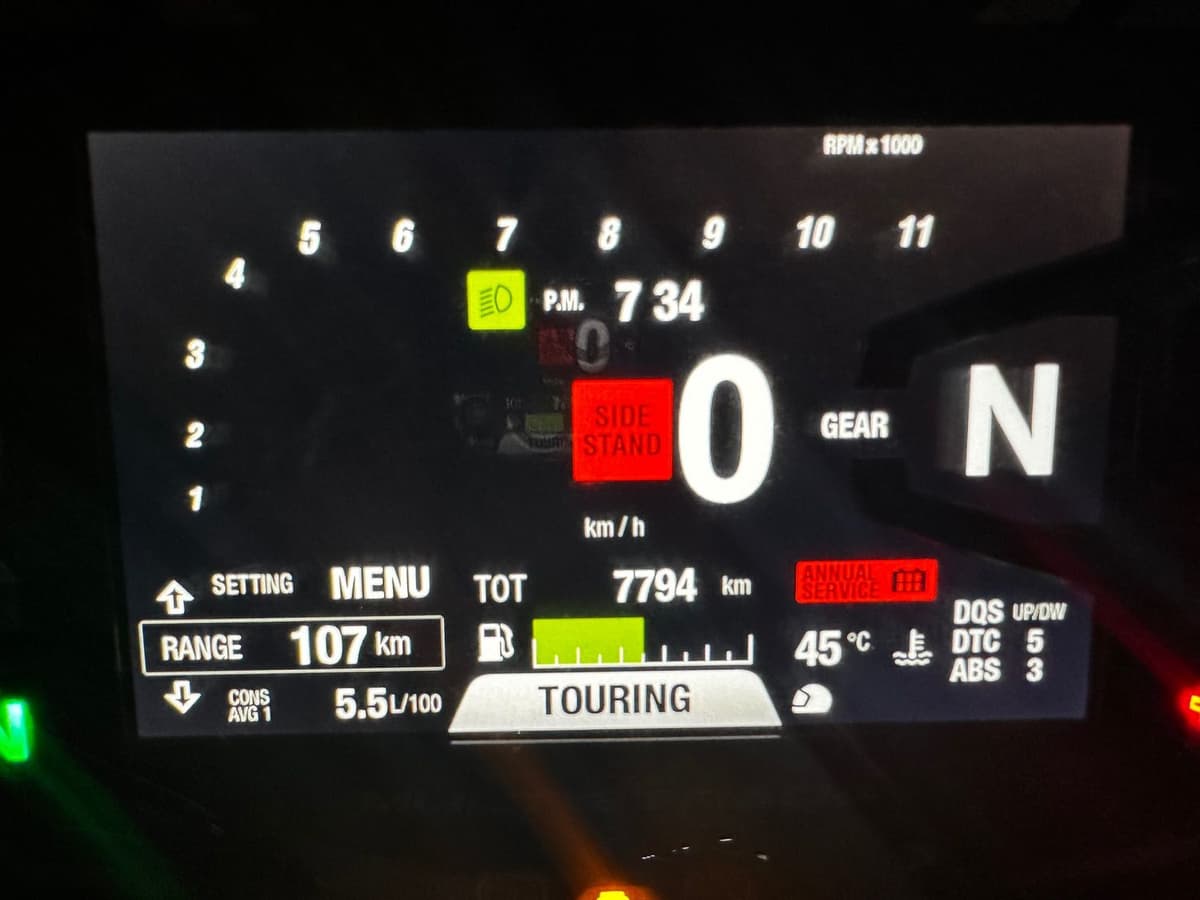 RPM x 1000
1 2 3 4 5 6 7 8 9 10 11
P.M. 7 34
SIDE
STAND
0
km/h
GEAR N
SETTING MENU
TOT 7794 km
ANNUAL
SERVICE
RANGE 107 km
45 °C
DQS UP/DW
DTC 5
ABS 3
CONS
AVG 1
5.5 L/100
TOURING
N